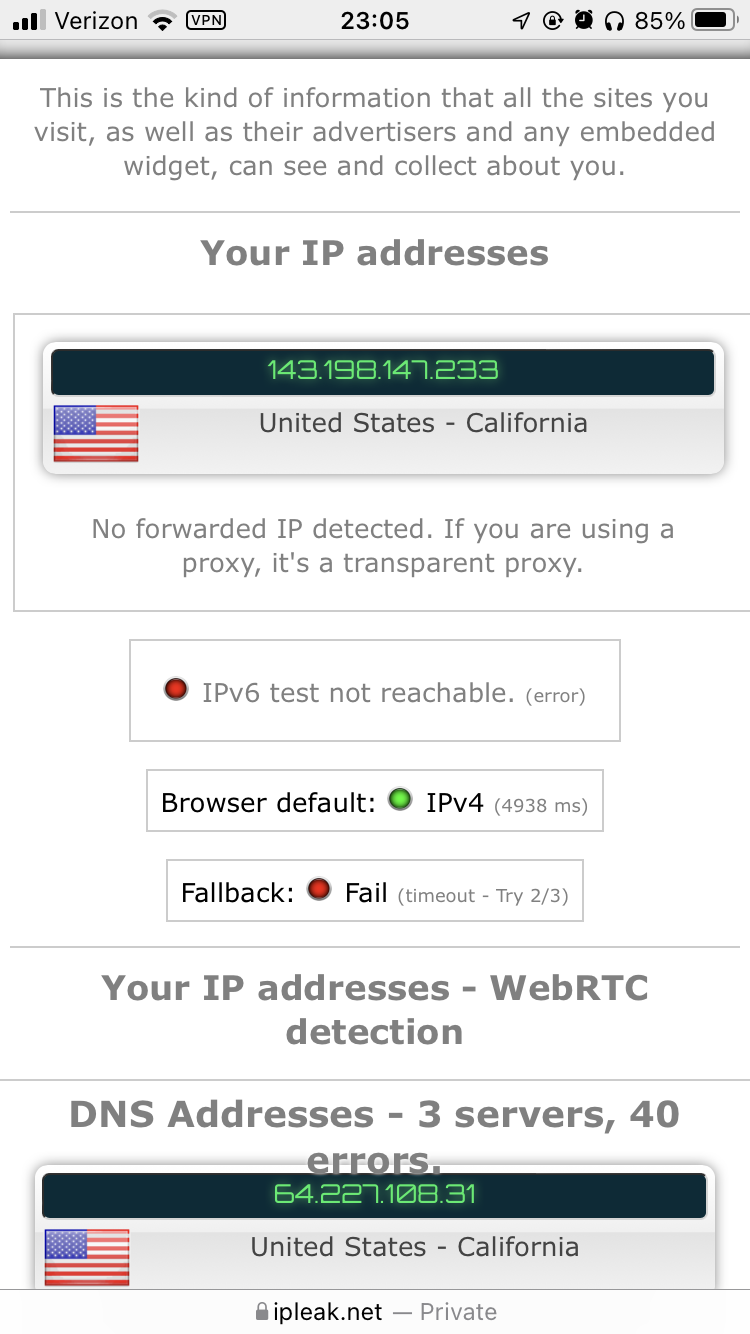 Verizon VPN 23:05 85%
This is the kind of information that all the sites you
visit, as well as their advertisers and any embedded
widget, can see and collect about you.
Your IP addresses
143.198.147.233
United States - California
No forwarded IP detected. If you are using a
proxy, it's a transparent proxy.
IPv6 test not reachable. (error)
Browser default: IPv4 (4938 ms)
Fallback: Fail (timeout - Try 2/3)
Your IP addresses - WebRTC
detection
DNS Addresses - 3 servers, 40
errors.
64.227.108.31
United States - California
ipleak.net — Private